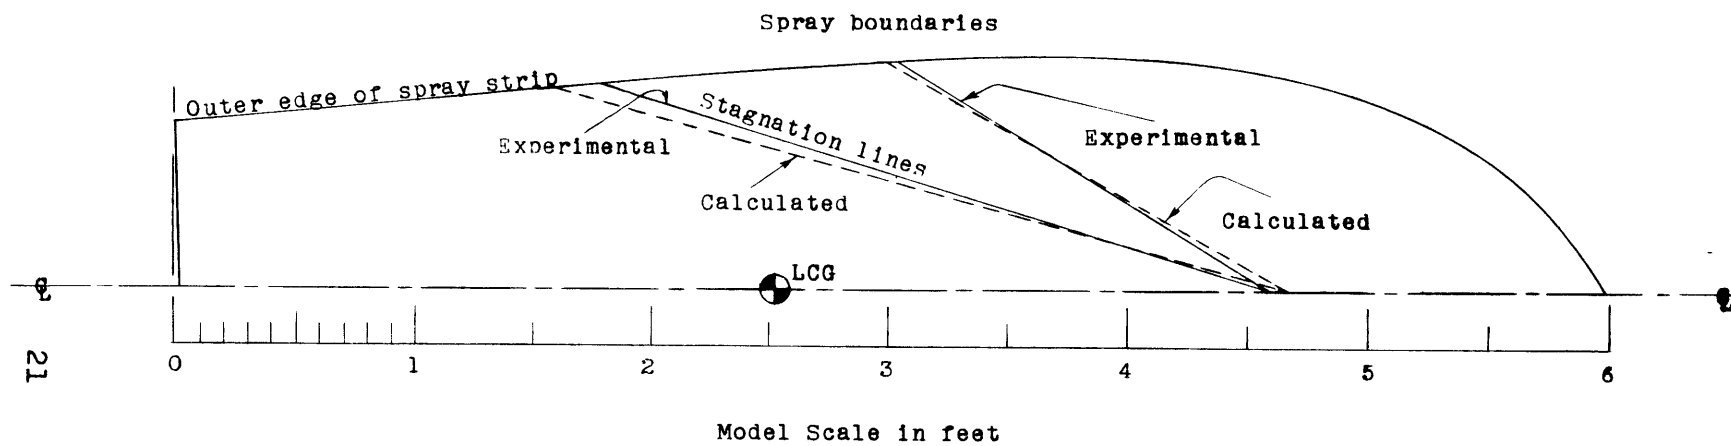 Spray boundaries
Outer edge of spray strip
Stagnation lines
Experimental
Experimental
Calculated
Calculated
LCG
℄
℄
0 1 2 3 4 5 6
21
Model Scale in feet